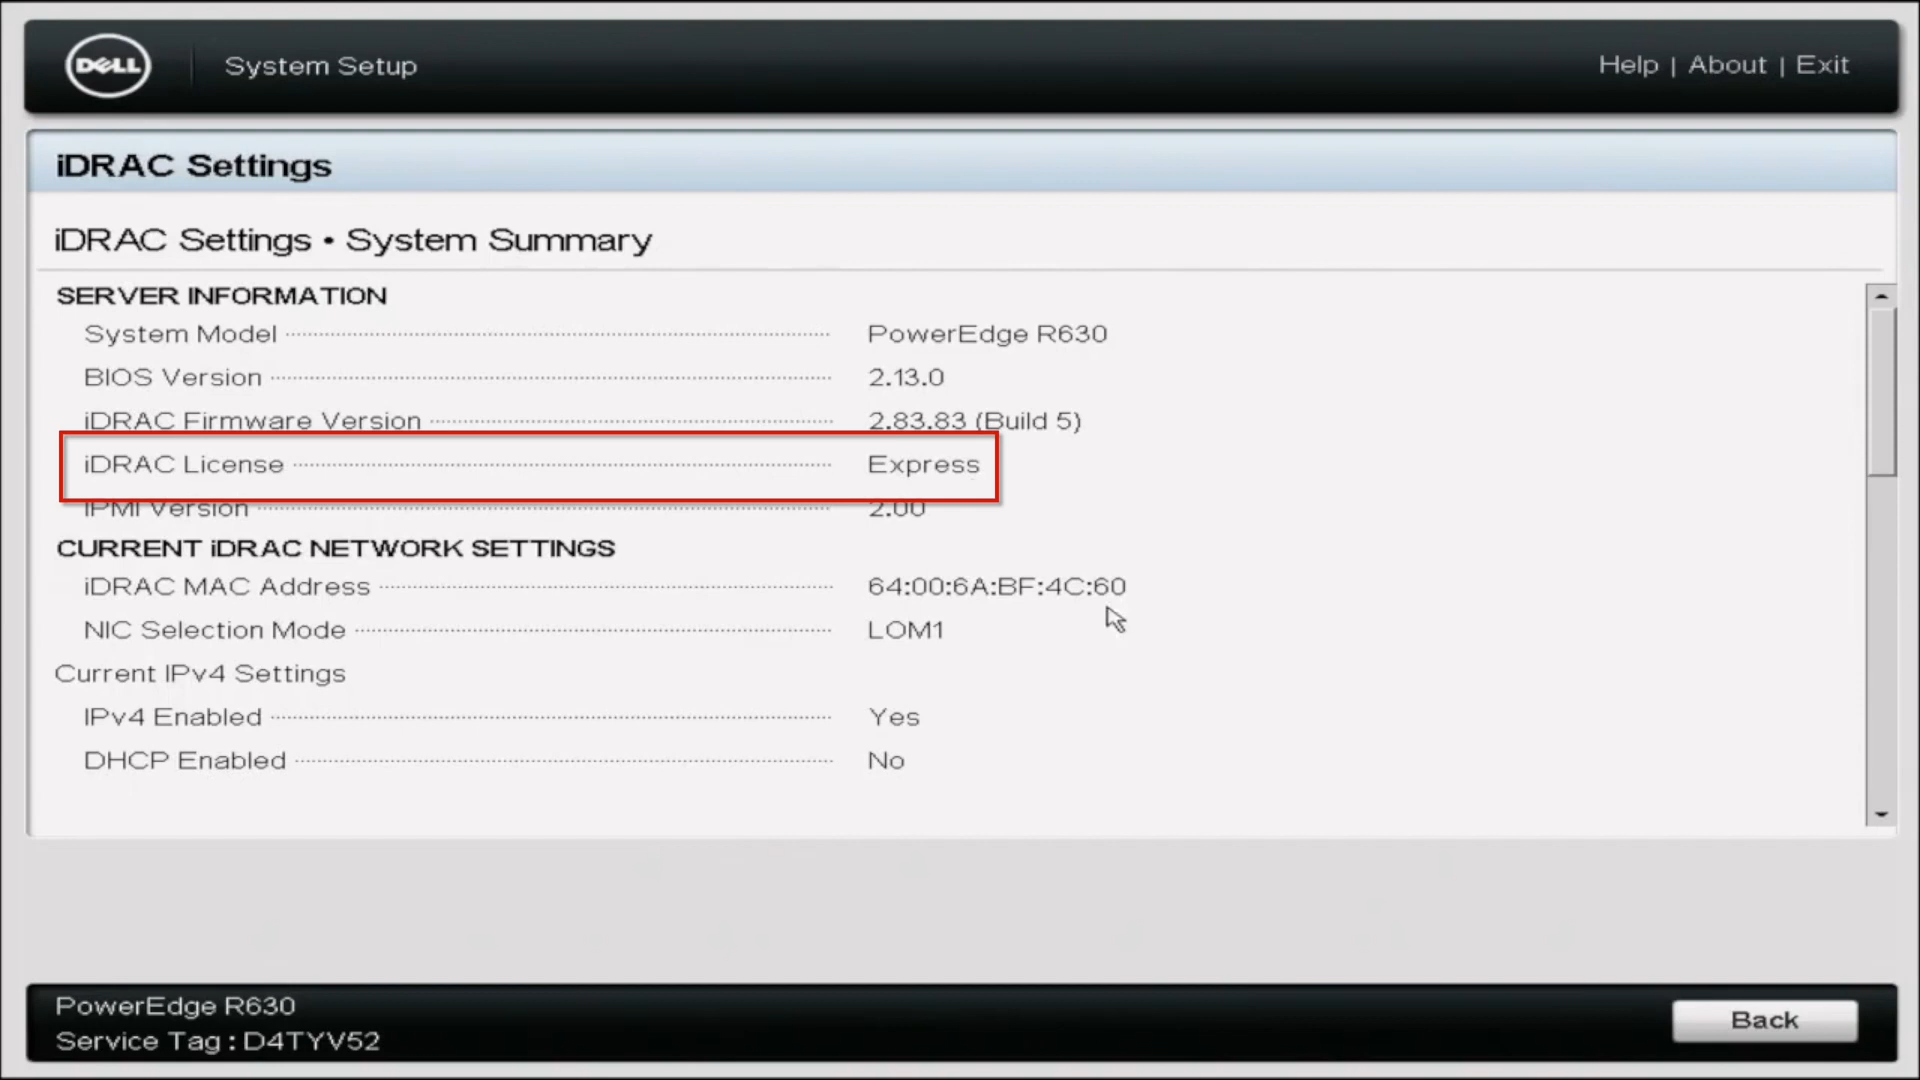 DELL System Setup Help | About | Exit
iDRAC Settings
iDRAC Settings • System Summary
SERVER INFORMATION
System Model PowerEdge R630
BIOS Version 2.13.0
iDRAC Firmware Version 2.83.83 (Build 5)
iDRAC License Express
IPMI Version 2.00
CURRENT iDRAC NETWORK SETTINGS
iDRAC MAC Address 64:00:6A:BF:4C:60
NIC Selection Mode LOM1
Current IPv4 Settings
IPv4 Enabled Yes
DHCP Enabled No
PowerEdge R630
Service Tag : D4TYV52
Back